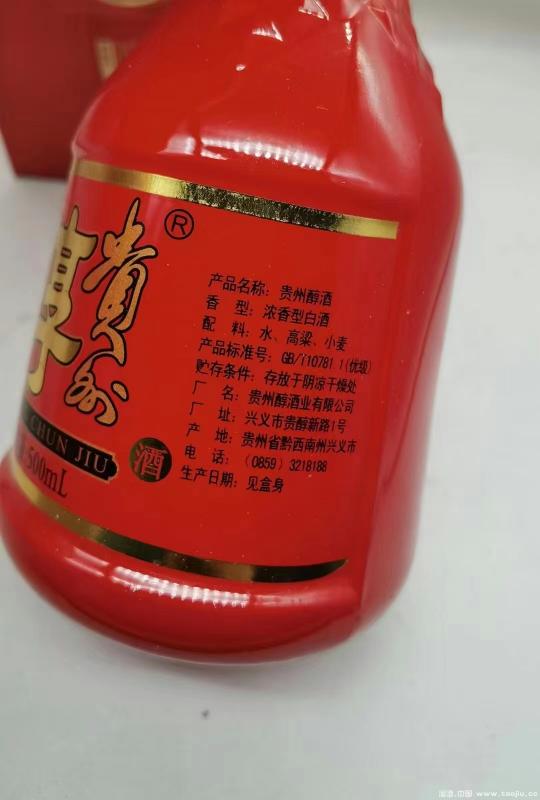 贵州
醇
®
CHUN JIU
酒
500mL
产品名称：贵州醇酒
香　型：浓香型白酒
配　料：水、高粱、小麦
产品标准号：GB/T10781.1(优级)
贮存条件：存放于阴凉干燥处
厂　名：贵州醇酒业有限公司
厂　址：兴义市贵醇新路1号
产　地：贵州省黔西南州兴义市
电　话：（0859）3218188
生产日期：见盒身
www.taojiu.cc